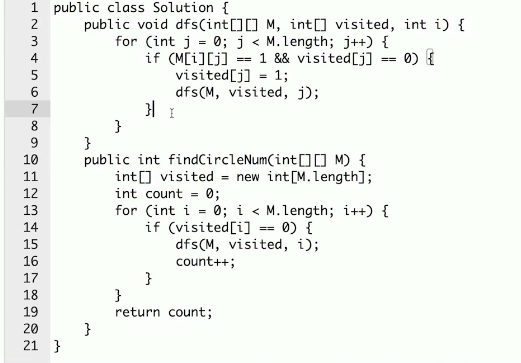 1 public class Solution {
2     public void dfs(int[][] M, int[] visited, int i) {
3         for (int j = 0; j < M.length; j++) {
4             if (M[i][j] == 1 && visited[j] == 0) {
5                 visited[j] = 1;
6                 dfs(M, visited, j);
7             }
8         }
9     }
10     public int findCircleNum(int[][] M) {
11         int[] visited = new int[M.length];
12         int count = 0;
13         for (int i = 0; i < M.length; i++) {
14             if (visited[i] == 0) {
15                 dfs(M, visited, i);
16                 count++;
17             }
18         }
19         return count;
20     }
21 }